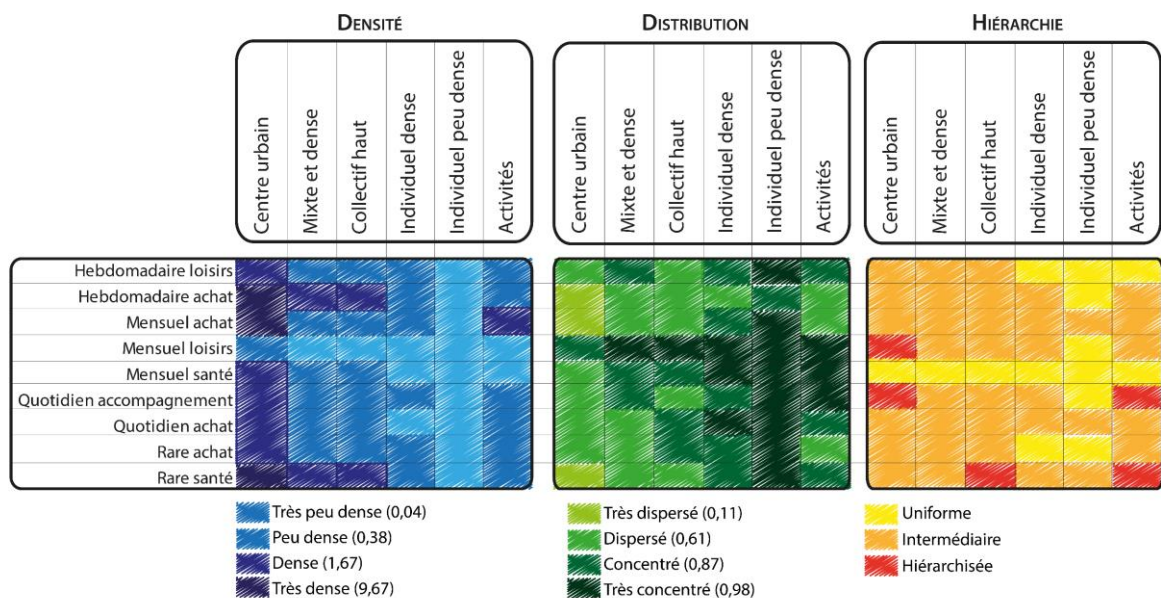 DENSITÉ
DISTRIBUTION
HIÉRARCHIE
Centre urbain
Mixte et dense
Collectif haut
Individuel dense
Individuel peu dense
Activités
Centre urbain
Mixte et dense
Collectif haut
Individuel dense
Individuel peu dense
Activités
Centre urbain
Mixte et dense
Collectif haut
Individuel dense
Individuel peu dense
Activités
Hebdomadaire loisirs
Hebdomadaire achat
Mensuel achat
Mensuel loisirs
Mensuel santé
Quotidien accompagnement
Quotidien achat
Rare achat
Rare santé
Très peu dense (0,04)
Peu dense (0,38)
Dense (1,67)
Très dense (9,67)
Très dispersé (0,11)
Dispersé (0,61)
Concentré (0,87)
Très concentré (0,98)
Uniforme
Intermédiaire
Hiérarchisée